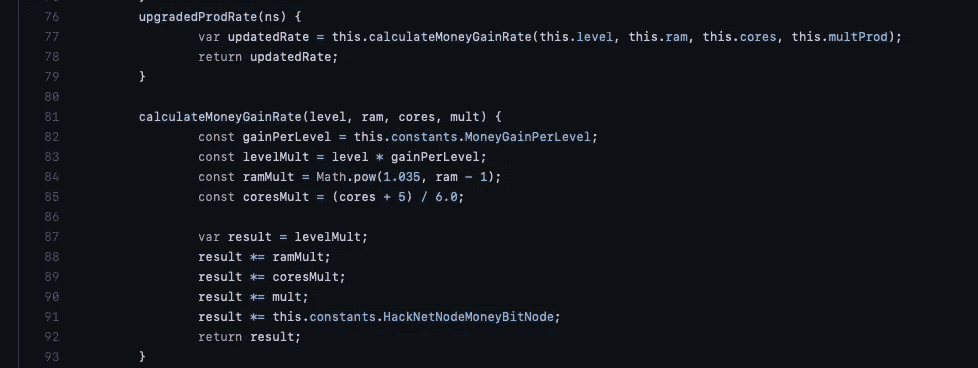 76 upgradedProdRate(ns) {
77 var updatedRate = this.calculateMoneyGainRate(this.level, this.ram, this.cores, this.multProd);
78 return updatedRate;
79 }
80
81 calculateMoneyGainRate(level, ram, cores, mult) {
82 const gainPerLevel = this.constants.MoneyGainPerLevel;
83 const levelMult = level * gainPerLevel;
84 const ramMult = Math.pow(1.035, ram - 1);
85 const coresMult = (cores + 5) / 6.0;
86
87 var result = levelMult;
88 result *= ramMult;
89 result *= coresMult;
90 result *= mult;
91 result *= this.constants.HackNetNodeMoneyBitNode;
92 return result;
93 }